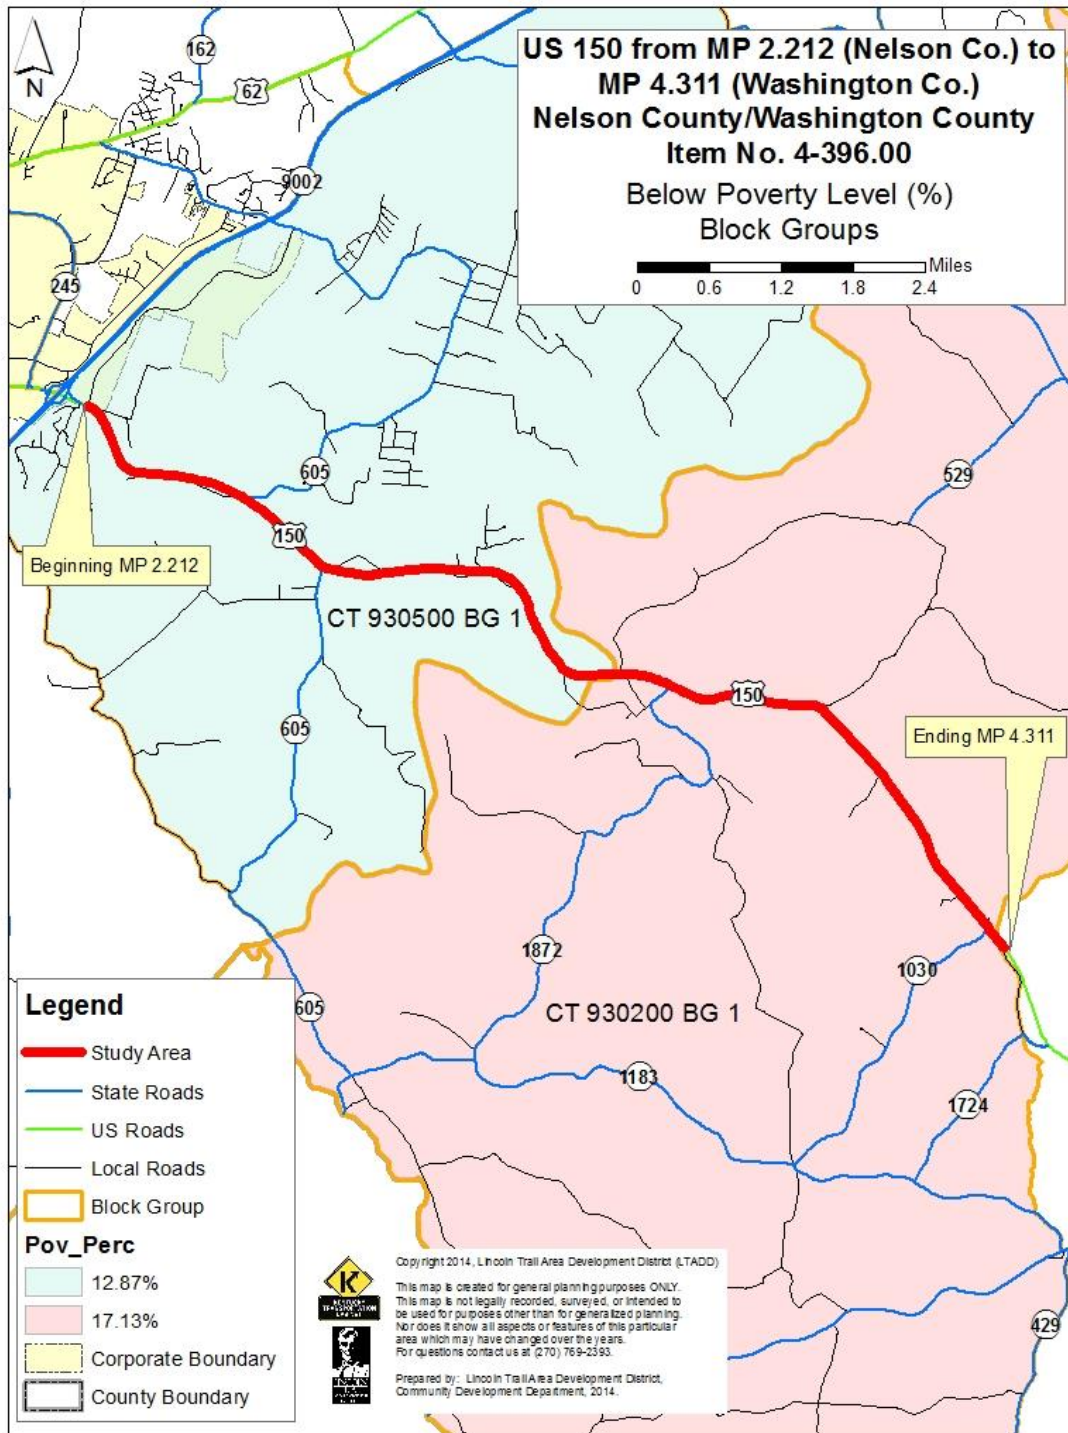 N
162
62
9002
245
US 150 from MP 2.212 (Nelson Co.) to
MP 4.311 (Washington Co.)
Nelson County/Washington County
Item No. 4-396.00
Below Poverty Level (%)
Block Groups
Miles
0 0.6 1.2 1.8 2.4
605
529
150
Beginning MP 2.212
CT 930500 BG 1
605
150
Ending MP 4.311
1872
1030
605
CT 930200 BG 1
1183
1724
429
Legend
Study Area
State Roads
US Roads
Local Roads
Block Group
Pov_Perc
12.87%
17.13%
Corporate Boundary
County Boundary
K
KENTUCKY
TRANSPORTATION
Copyright 2014, Lincoln Trail Area Development District (LTADD)
This map is created for general planning purposes ONLY.
This map is not legally recorded, surveyed, or intended to
be used for purposes other than for generalized planning.
Nor does it show all aspects or features of this particular
area which may have changed over the years.
For questions contact us at (270) 769-2393.
Prepared by: Lincoln Trail Area Development District,
Community Development Department, 2014.